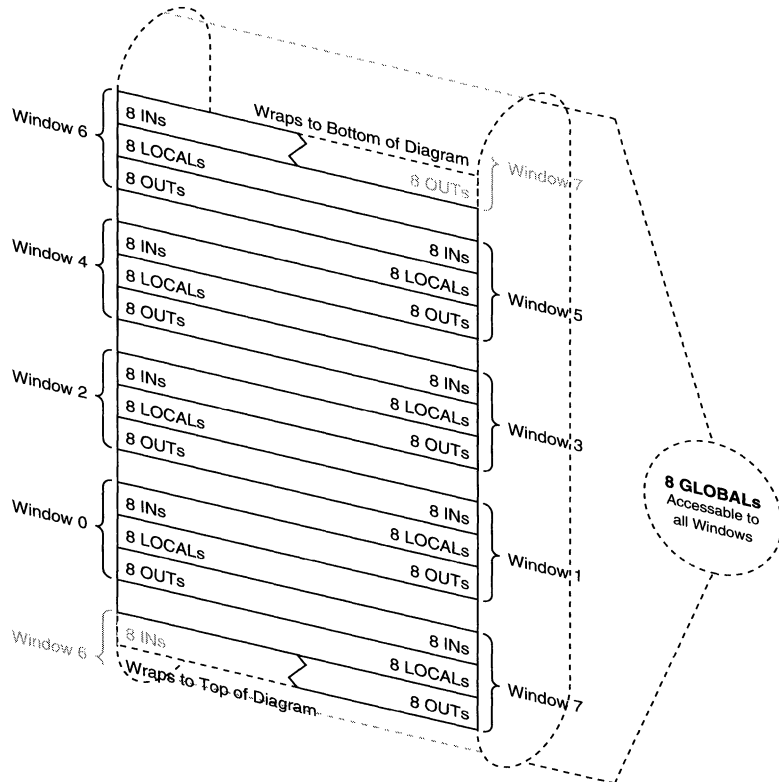 Wraps to Bottom of Diagram
Window 6
8 INs
8 LOCALs
8 OUTs
8 OUTs
Window 7
Window 4
8 INs
8 LOCALs
8 OUTs
8 INs
8 LOCALs
8 OUTs
Window 5
Window 2
8 INs
8 LOCALs
8 OUTs
8 INs
8 LOCALs
8 OUTs
Window 3
Window 0
8 INs
8 LOCALs
8 OUTs
8 INs
8 LOCALs
8 OUTs
Window 1
Window 6
8 INs
8 INs
8 LOCALs
8 OUTs
Window 7
Wraps to Top of Diagram
8 GLOBALs
Accessable to
all Windows